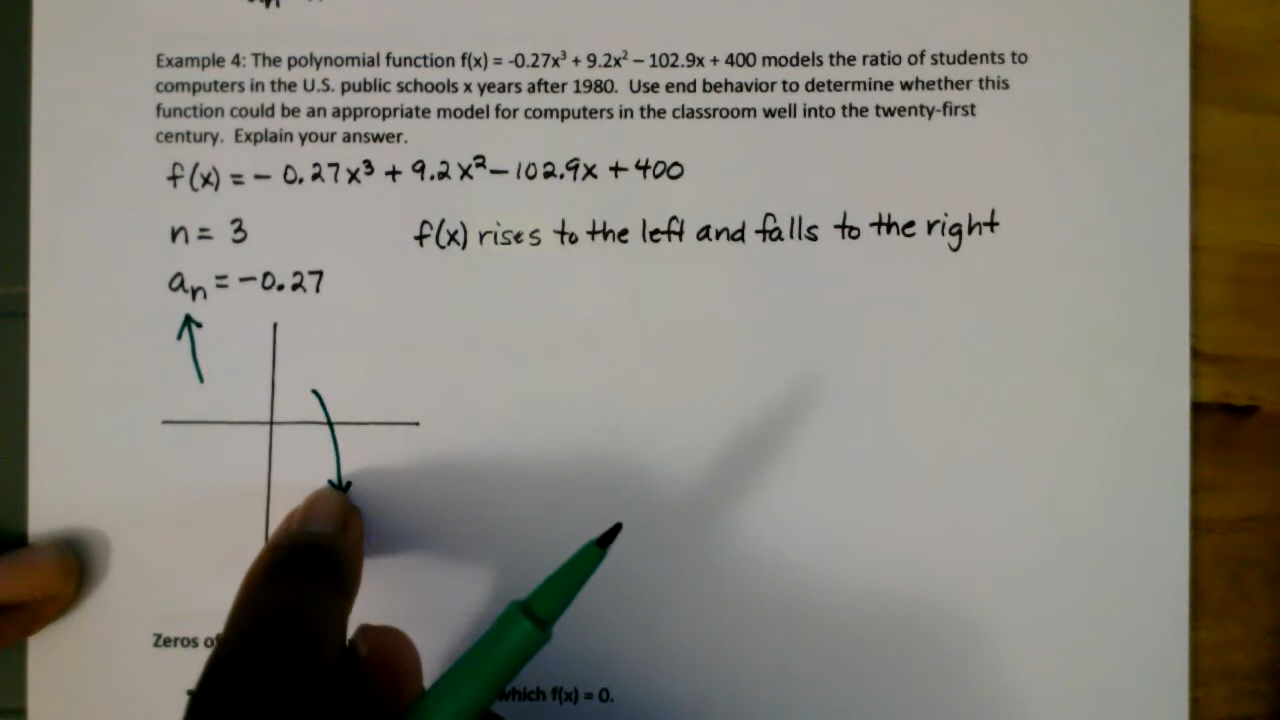 Example 4: The polynomial function f(x) = -0.27x³ + 9.2x² – 102.9x + 400 models the ratio of students to
computers in the U.S. public schools x years after 1980. Use end behavior to determine whether this
function could be an appropriate model for computers in the classroom well into the twenty-first
century. Explain your answer.
f(x) = - 0.27x³ + 9.2x² - 102.9x + 400
n = 3
f(x) rises to the left and falls to the right
aₙ = -0.27
Zeros of
which f(x) = 0.